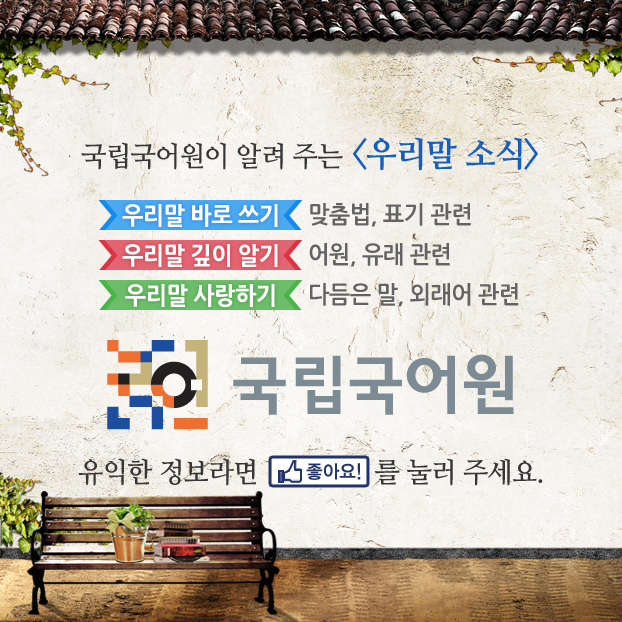 국립국어원이 알려 주는 <우리말 소식>
우리말 바로 쓰기 맞춤법, 표기 관련
우리말 깊이 알기 어원, 유래 관련
우리말 사랑하기 다듬은 말, 외래어 관련
국립국어원
유익한 정보라면 좋아요! 를 눌러 주세요.